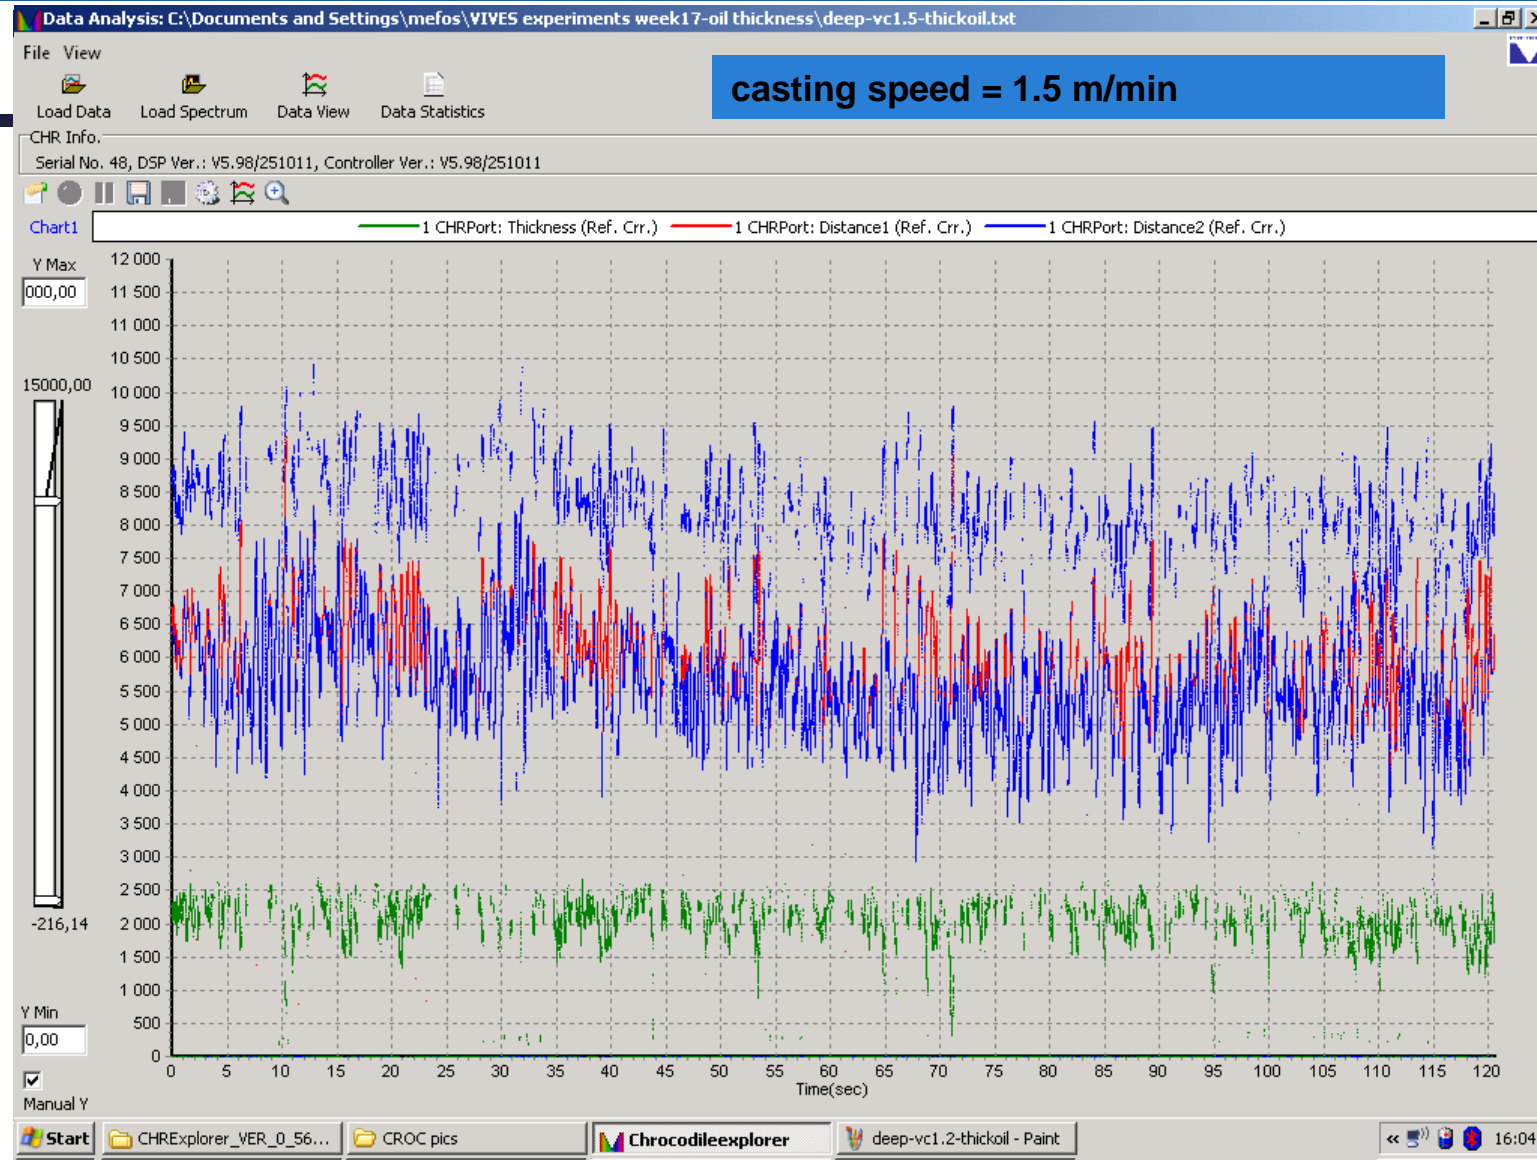 Data Analysis: C:\Documents and Settings\mefos\VIVES experiments week17-oil thickness\deep-vc1.5-thickoil.txt
File View
casting speed = 1.5 m/min
Load Data Load Spectrum Data View Data Statistics
CHR Info.
Serial No. 48, DSP Ver.: V5.98/251011, Controller Ver.: V5.98/251011
Chart1 1 CHRPort: Thickness (Ref. Crr.) 1 CHRPort: Distance1 (Ref. Crr.) 1 CHRPort: Distance2 (Ref. Crr.)
Y Max
000,00
15000,00
-216,14
Y Min
0,00
Manual Y
12 000
11 500
11 000
10 500
10 000
9 500
9 000
8 500
8 000
7 500
7 000
6 500
6 000
5 500
5 000
4 500
4 000
3 500
3 000
2 500
2 000
1 500
1 000
500
0
0 5 10 15 20 25 30 35 40 45 50 55 60 65 70 75 80 85 90 95 100 105 110 115 120
Time(sec)
Start CHRExplorer_VER_0_56... CROC pics Chrocodileexplorer deep-vc1.2-thickoil - Paint « 16:04